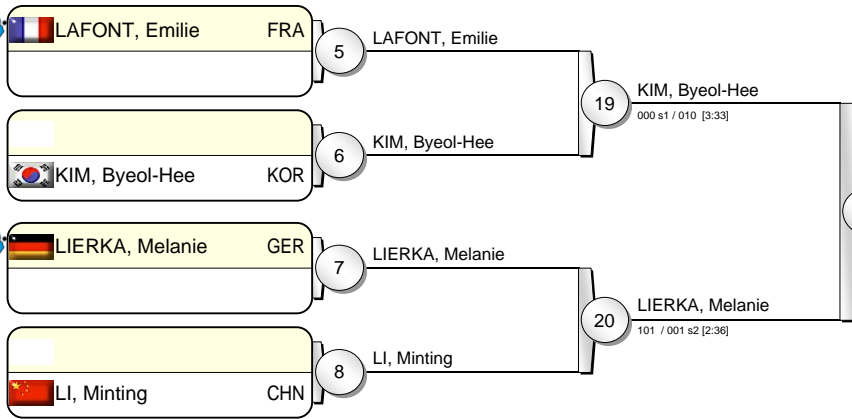 LAFONT, Emilie FRA
5
LAFONT, Emilie
19
KIM, Byeol-Hee
000 s1 / 010 [3:33]
6
KIM, Byeol-Hee
KIM, Byeol-Hee KOR
LIERKA, Melanie GER
7
LIERKA, Melanie
20
LIERKA, Melanie
101 / 001 s2 [2:36]
8
LI, Minting
LI, Minting CHN